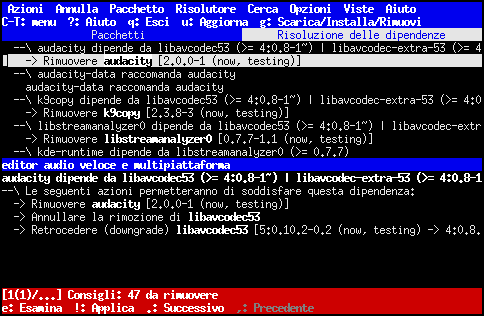 Azioni Annulla Pacchetto Risolutore Cerca Opzioni Viste Aiuto
C-T: menu ?: Aiuto q: Esci u: Aggiorna g: Scarica/Installa/Rimuovi
Pacchetti Risoluzione delle dipendenze
--\ audacity dipende da libavcodec53 (>= 4:0.8-1~) | libavcodec-extra-53 (>= 4
-> Rimuovere audacity [2.0.0-1 (now, testing)]
--\ audacity-data raccomanda audacity
audacity-data raccomanda audacity
--\ k9copy dipende da libavcodec53 (>= 4:0.8-1~) | libavcodec-extra-53 (>= 4:0
-> Rimuovere k9copy [2.3.8-3 (now, testing)]
--\ libstreamanalyzer0 dipende da libavcodec53 (>= 4:0.8-1~) | libavcodec-extr
-> Rimuovere libstreamanalyzer0 [0.7.7-1.1 (now, testing)]
--\ kde-runtime dipende da libstreamanalyzer0 (>= 0.7.7)
editor audio veloce e multipiattaforma
audacity dipende da libavcodec53 (>= 4:0.8-1~) | libavcodec-extra-53 (>= 4:0.8-1
--\ Le seguenti azioni permetteranno di soddisfare questa dipendenza:
-> Rimuovere audacity [2.0.0-1 (now, testing)]
-> Annullare la rimozione di libavcodec53
-> Retrocedere (downgrade) libavcodec53 [5:0.10.2-0.2 (now, testing) -> 4:0.8.
[1(1)/...] Consigli: 47 da rimuovere
e: Esamina !: Applica .: Successivo ,: Precedente